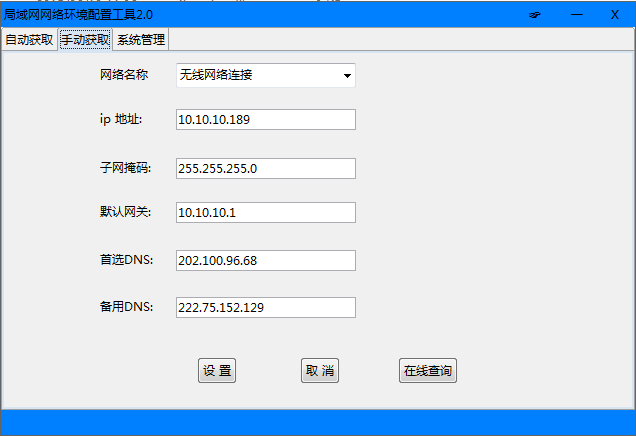 局域网网络环境配置工具2.0
X
自动获取 手动获取 系统管理
网络名称 无线网络连接
ip 地址: 10.10.10.189
子网掩码: 255.255.255.0
默认网关: 10.10.10.1
首选DNS: 202.100.96.68
备用DNS: 222.75.152.129
设 置 取 消 在线查询